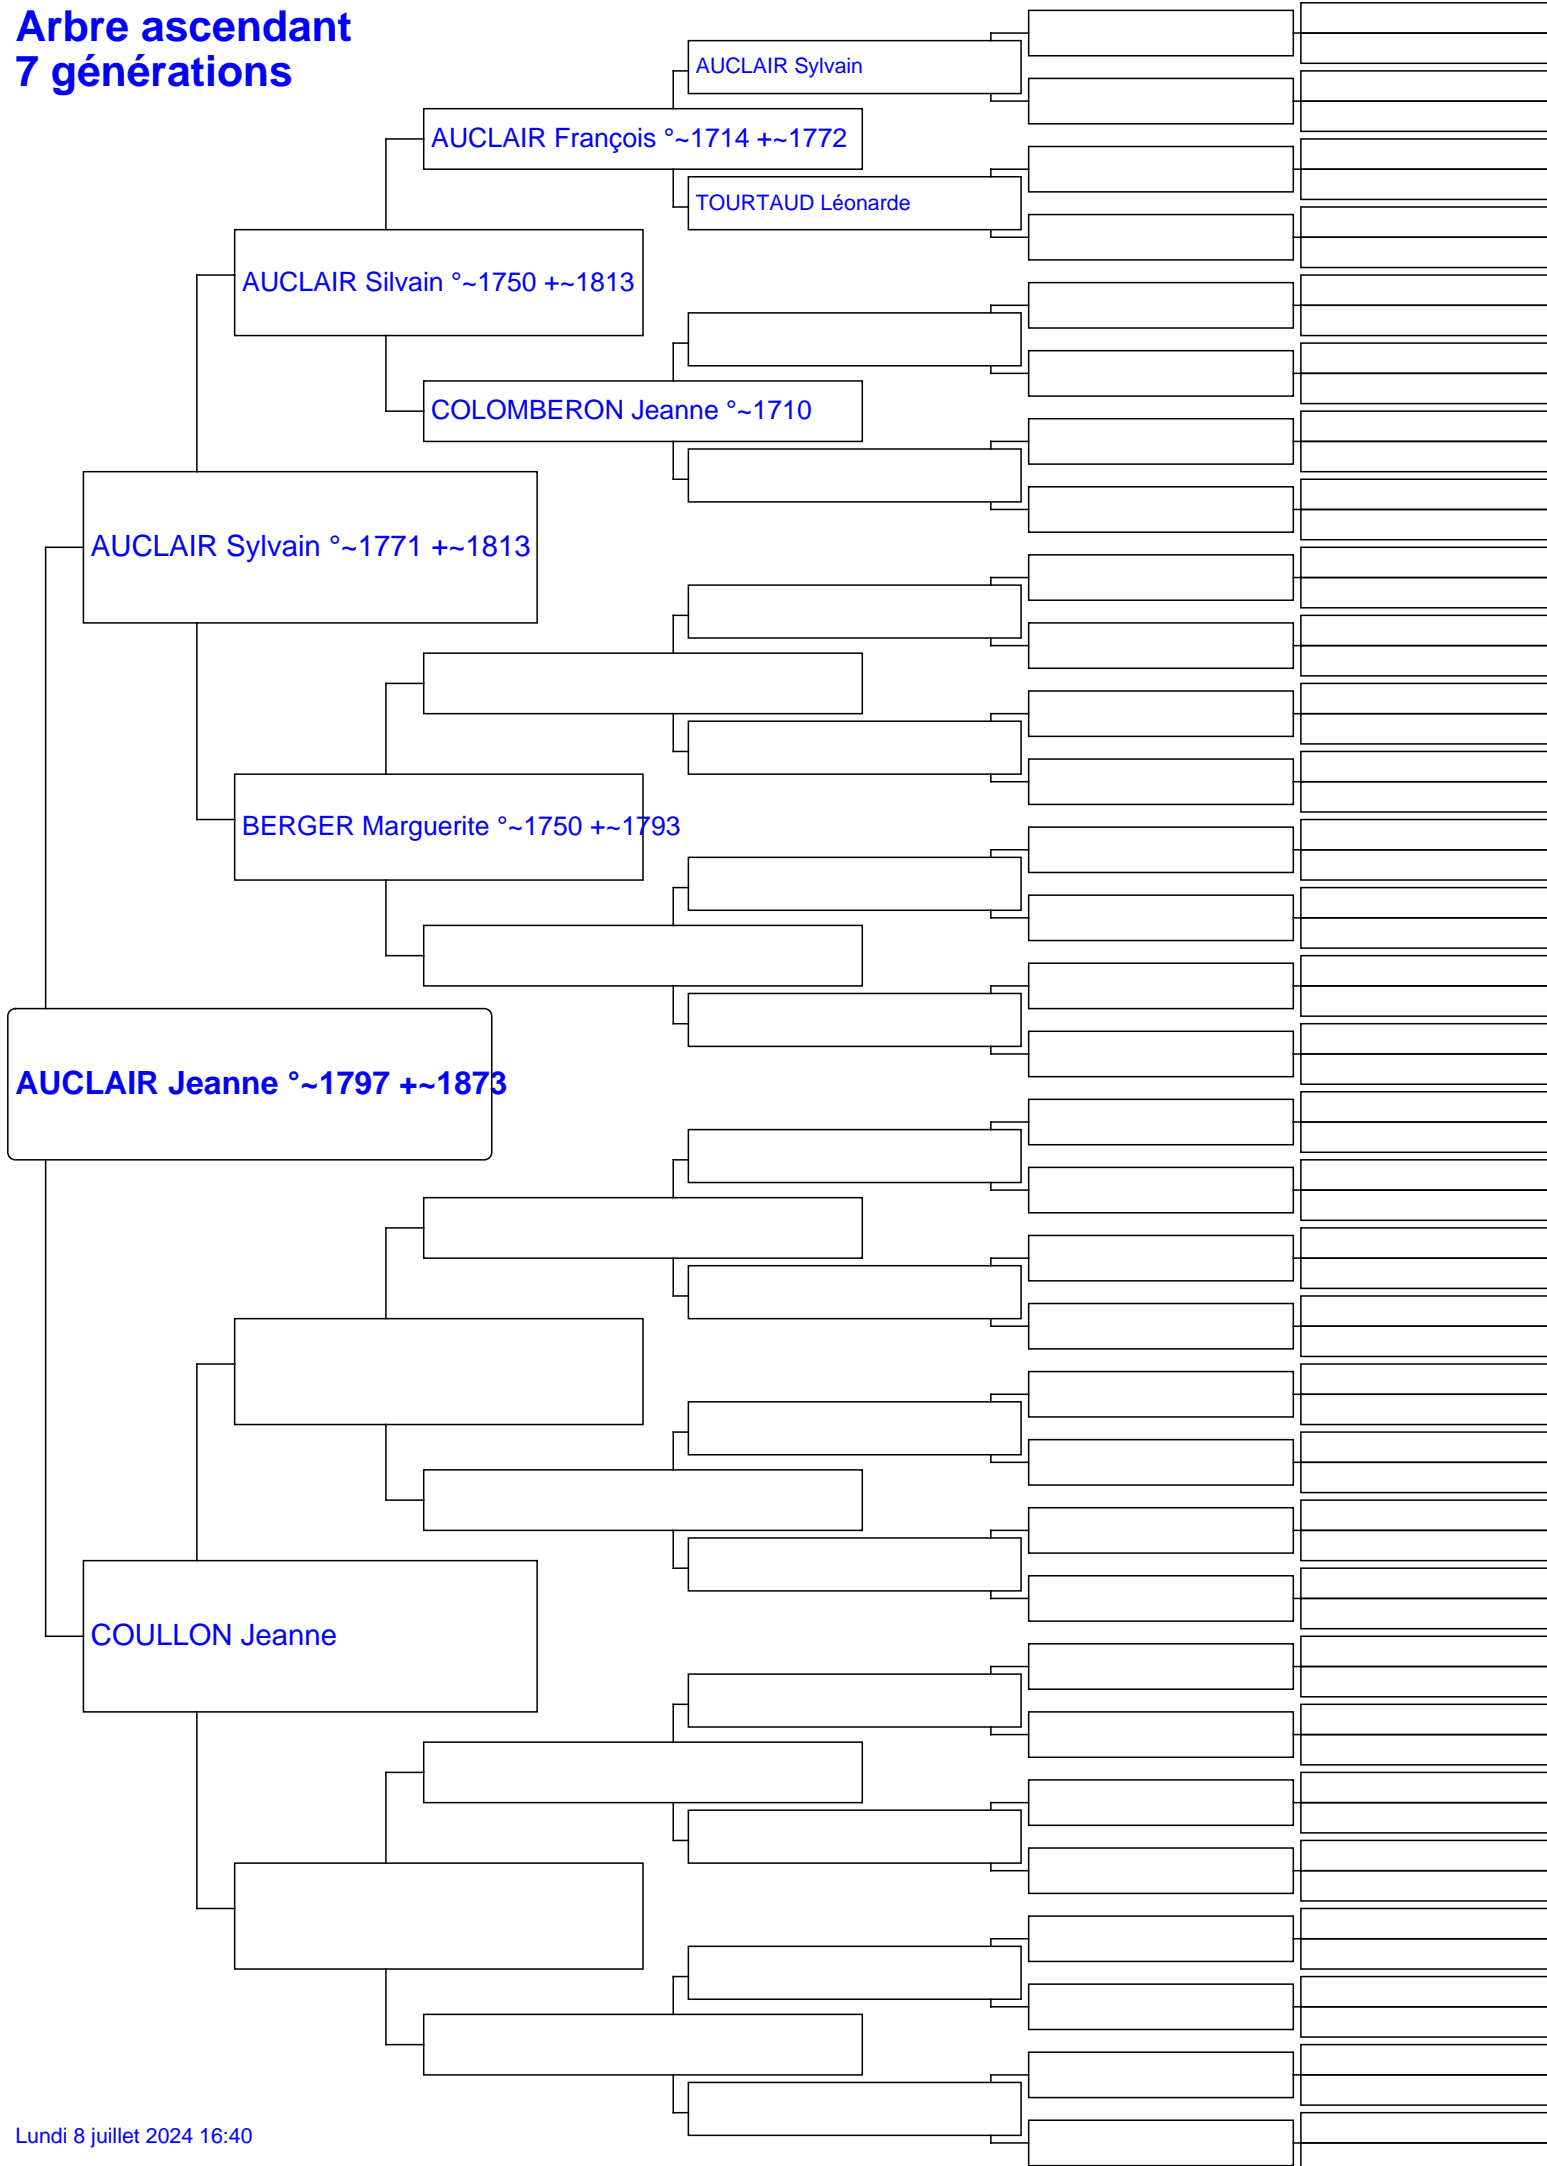 Arbre ascendant
7 générations
AUCLAIR Sylvain
AUCLAIR François °~1714 +~1772
TOURTAUD Léonarde
AUCLAIR Silvain °~1750 +~1813
COLOMBERON Jeanne °~1710
AUCLAIR Sylvain °~1771 +~1813
BERGER Marguerite °~1750 +~1793
AUCLAIR Jeanne °~1797 +~1873
COULLON Jeanne
Lundi 8 juillet 2024 16:40